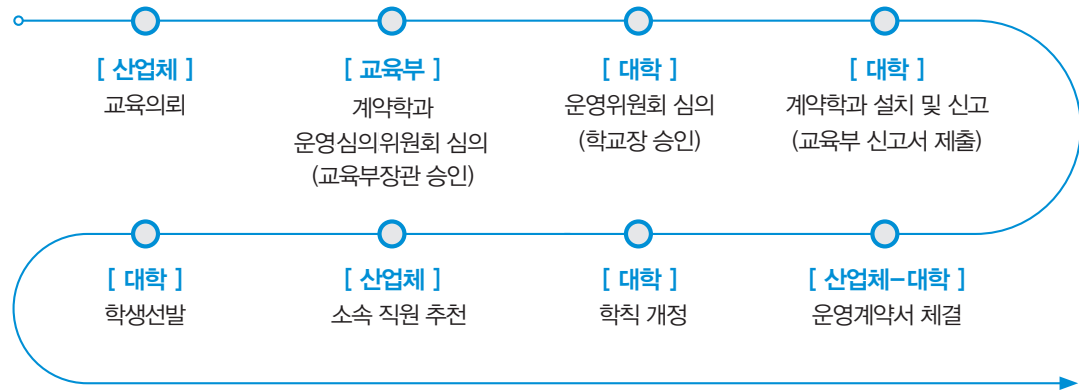 [ 산업체 ]
교육의뢰
[ 교육부 ]
계약학과
운영심의위원회 심의
(교육부장관 승인)
[ 대학 ]
운영위원회 심의
(학교장 승인)
[ 대학 ]
계약학과 설치 및 신고
(교육부 신고서 제출)
[ 산업체-대학 ]
운영계약서 체결
[ 대학 ]
학칙 개정
[ 산업체 ]
소속 직원 추천
[ 대학 ]
학생선발